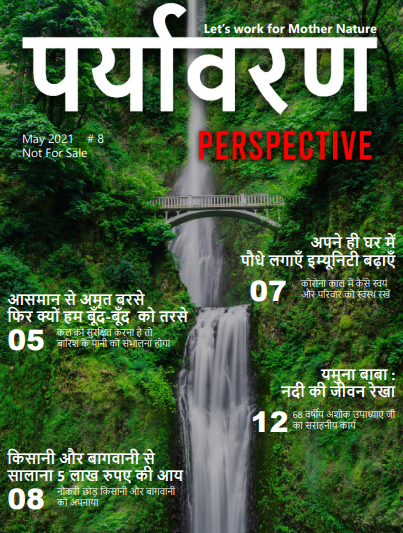 Let's work for Mother Nature
पर्यावरण
May 2021 # 8
PERSPECTIVE
Not For Sale
अपने ही घर में
पौधे लगाएँ इम्यूनिटी बढ़ाएँ
07
कोरोना काल में कैसे स्वयं
और परिवार को स्वस्थ रखें
आसमान से अमृत बरसे
फिर क्यों हम बूँद-बूँद को तरसे
05
कल को सुरक्षित करना है तो
बारिश के पानी को संभालना होगा
यमुना बाबा :
नदी की जीवन रेखा
12
68 वर्षीय अशोक उपाध्याय जी
का सराहनीय कार्य
किसानी और बागवानी से
सालाना 5 लाख रुपए की आय
08
नौकरी छोड़ किसानी और बागवानी
को अपनाया